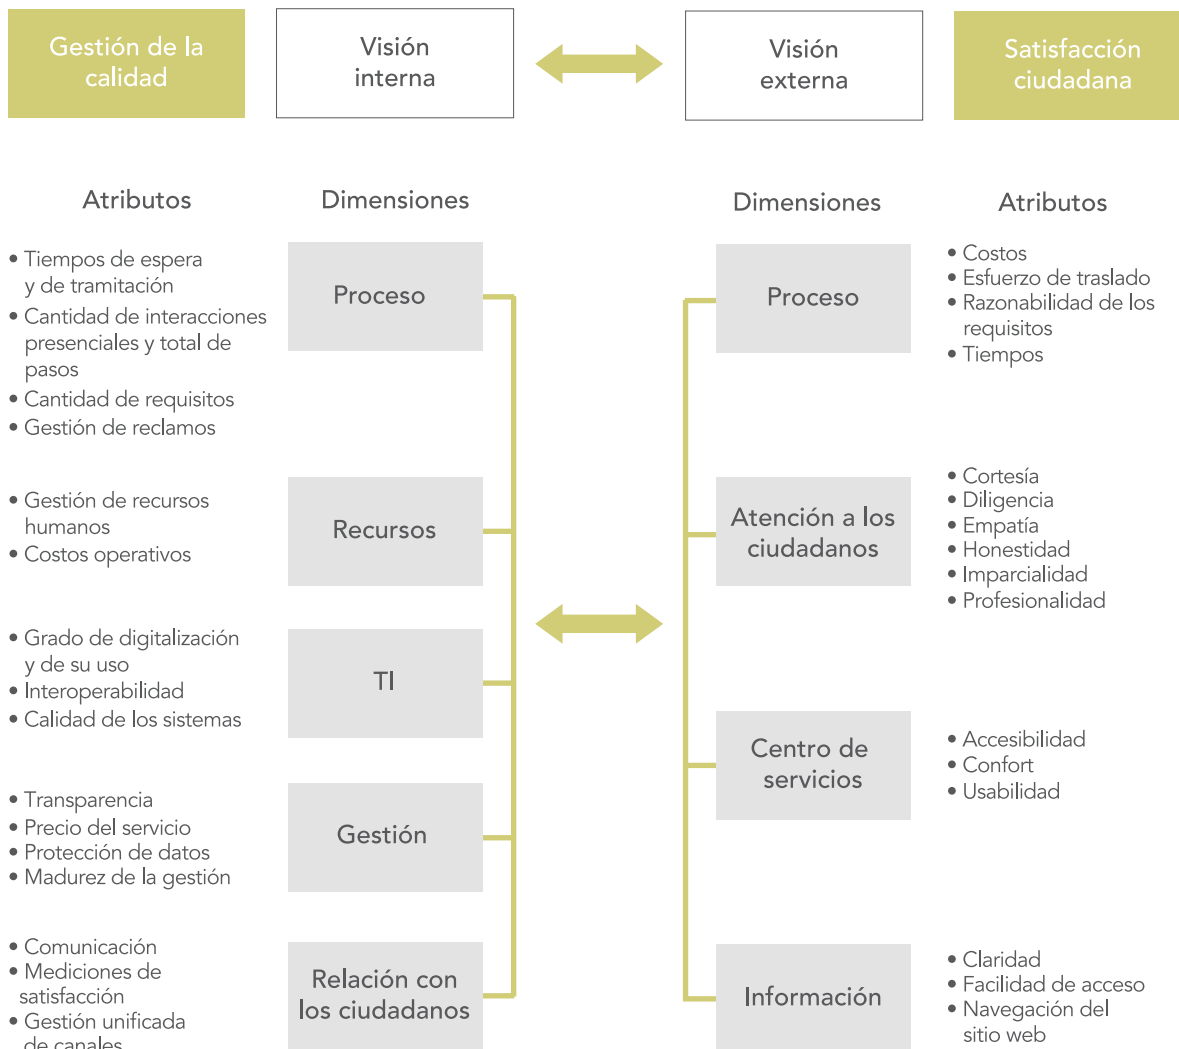 Gestión de la
calidad
Visión
interna
Visión
externa
Satisfacción
ciudadana
Atributos
Dimensiones
Dimensiones
Atributos
• Tiempos de espera
y de tramitación
• Cantidad de interacciones
presenciales y total de
pasos
• Cantidad de requisitos
• Gestión de reclamos
Proceso
Proceso
• Costos
• Esfuerzo de traslado
• Razonabilidad de los
requisitos
• Tiempos
• Gestión de recursos
humanos
• Costos operativos
Recursos
Atención a los
ciudadanos
• Cortesía
• Diligencia
• Empatía
• Honestidad
• Imparcialidad
• Profesionalidad
• Grado de digitalización
y de su uso
• Interoperabilidad
• Calidad de los sistemas
TI
Centro de
servicios
• Accesibilidad
• Confort
• Usabilidad
• Transparencia
• Precio del servicio
• Protección de datos
• Madurez de la gestión
Gestión
• Comunicación
• Mediciones de
satisfacción
• Gestión unificada
de canales
Relación con
los ciudadanos
Información
• Claridad
• Facilidad de acceso
• Navegación del
sitio web